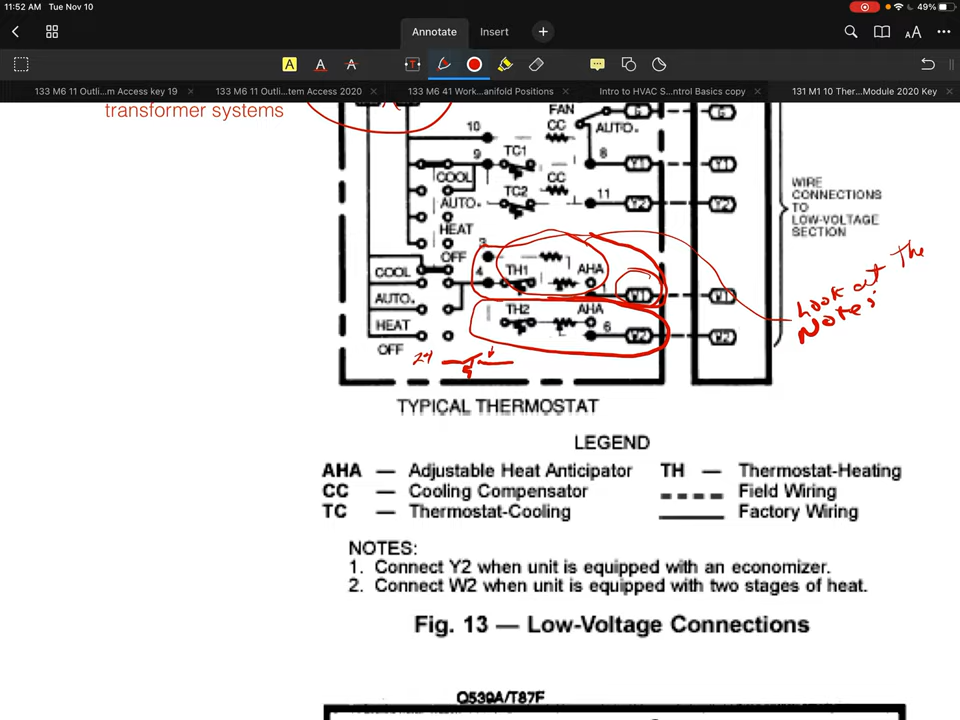 11:52 AM Tue Nov 10
49%
Annotate
Insert
133 M6 11 Outli...m Access key 19
133 M6 11 Outli...tem Access 2020
133 M6 41 Work...anifold Positions
Intro to HVAC S...ntrol Basics copy
131 M1 10 Ther...Module 2020 Key
transformer systems
FAN
G
G
10
CC
AUTO.
9
TC1
8
Y1
Y1
COOL
CC
AUTO.
TC2
11
Y2
Y2
HEAT
OFF
3
WIRE
CONNECTIONS
TO
LOW-VOLTAGE
SECTION
COOL
4
TH1
AHA
W1
W1
AUTO.
HEAT
TH2
AHA
6
W2
W2
OFF
24
Look at The
Notes:
TYPICAL THERMOSTAT
LEGEND
AHA — Adjustable Heat Anticipator
CC — Cooling Compensator
TC — Thermostat-Cooling
TH — Thermostat-Heating
Field Wiring
Factory Wiring
NOTES:
1. Connect Y2 when unit is equipped with an economizer.
2. Connect W2 when unit is equipped with two stages of heat.
Fig. 13 — Low-Voltage Connections
Q539A/T87F